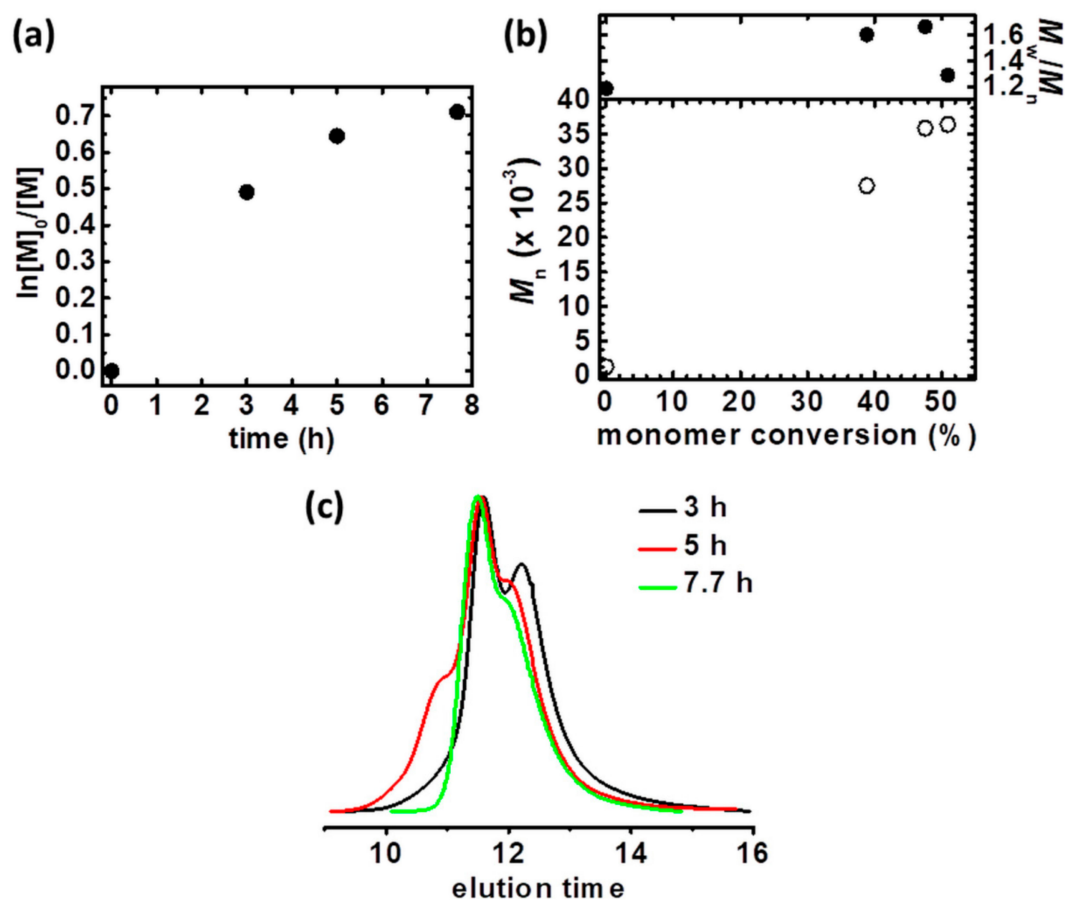 (a)
0.7
0.6
0.5
0.4
0.3
0.2
0.1
0.0
ln[M]₀/[M]
0 1 2 3 4 5 6 7 8
time (h)
(b)
1.6
1.4
1.2
Mw/Mn
40
35
30
25
20
15
10
5
0
Mn (x 10⁻³)
0 10 20 30 40 50
monomer conversion (%)
(c)
3 h
5 h
7.7 h
10 12 14 16
elution time